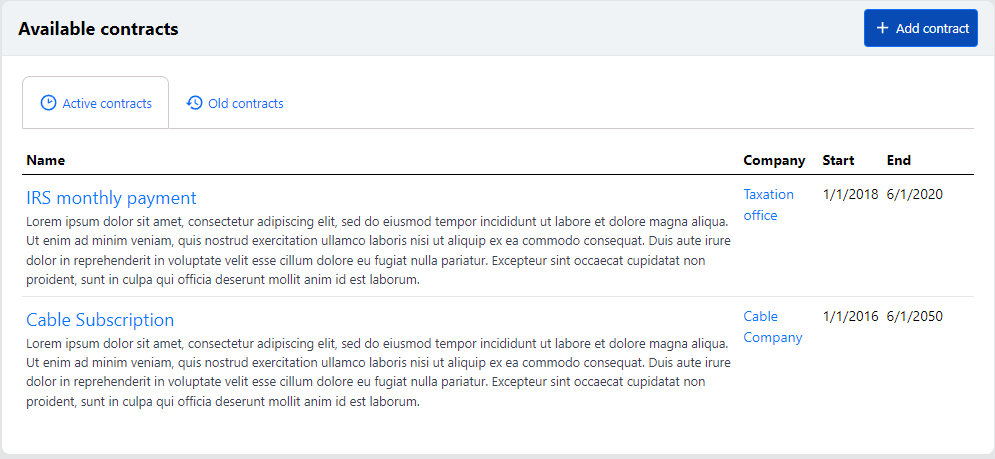 Available contracts
Add contract
Active contracts
Old contracts
Name Company Start End
IRS monthly payment Taxation 1/1/2018 6/1/2020
office
Lorem ipsum dolor sit amet, consectetur adipiscing elit, sed do eiusmod tempor incididunt ut labore et dolore magna aliqua.
Ut enim ad minim veniam, quis nostrud exercitation ullamco laboris nisi ut aliquip ex ea commodo consequat. Duis aute irure
dolor in reprehenderit in voluptate velit esse cillum dolore eu fugiat nulla pariatur. Excepteur sint occaecat cupidatat non
proident, sunt in culpa qui officia deserunt mollit anim id est laborum.
Cable Subscription Cable 1/1/2016 6/1/2050
Company
Lorem ipsum dolor sit amet, consectetur adipiscing elit, sed do eiusmod tempor incididunt ut labore et dolore magna aliqua.
Ut enim ad minim veniam, quis nostrud exercitation ullamco laboris nisi ut aliquip ex ea commodo consequat. Duis aute irure
dolor in reprehenderit in voluptate velit esse cillum dolore eu fugiat nulla pariatur. Excepteur sint occaecat cupidatat non
proident, sunt in culpa qui officia deserunt mollit anim id est laborum.